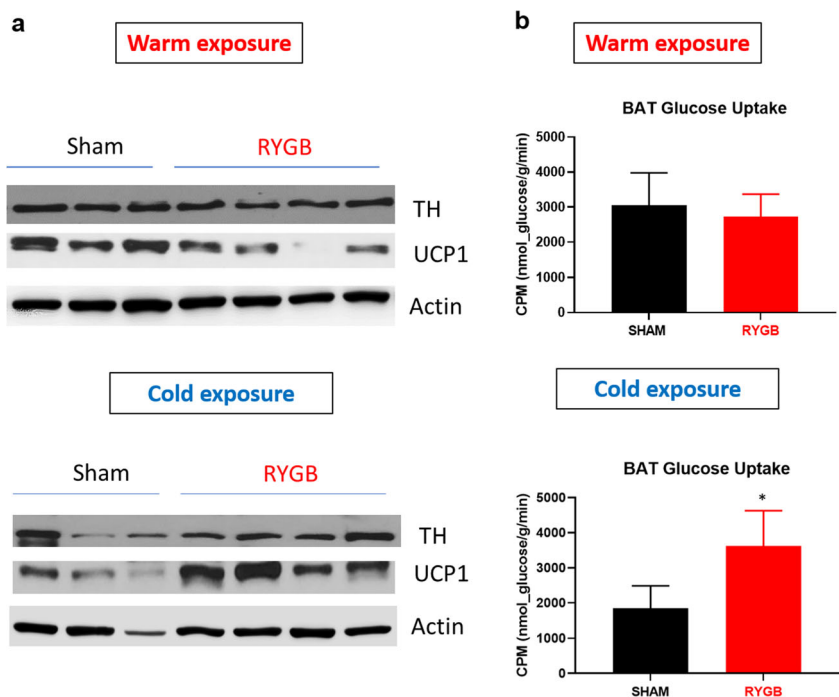 a
Warm exposure
Sham RYGB
TH
UCP1
Actin
Cold exposure
Sham RYGB
TH
UCP1
Actin
b
Warm exposure
BAT Glucose Uptake
CPM (nmol_glucose/g/min)
5000
4000
3000
2000
1000
0
SHAM RYGB
Cold exposure
BAT Glucose Uptake
CPM (nmol_glucose/g/min)
5000
4000
3000
2000
1000
0
*
SHAM RYGB